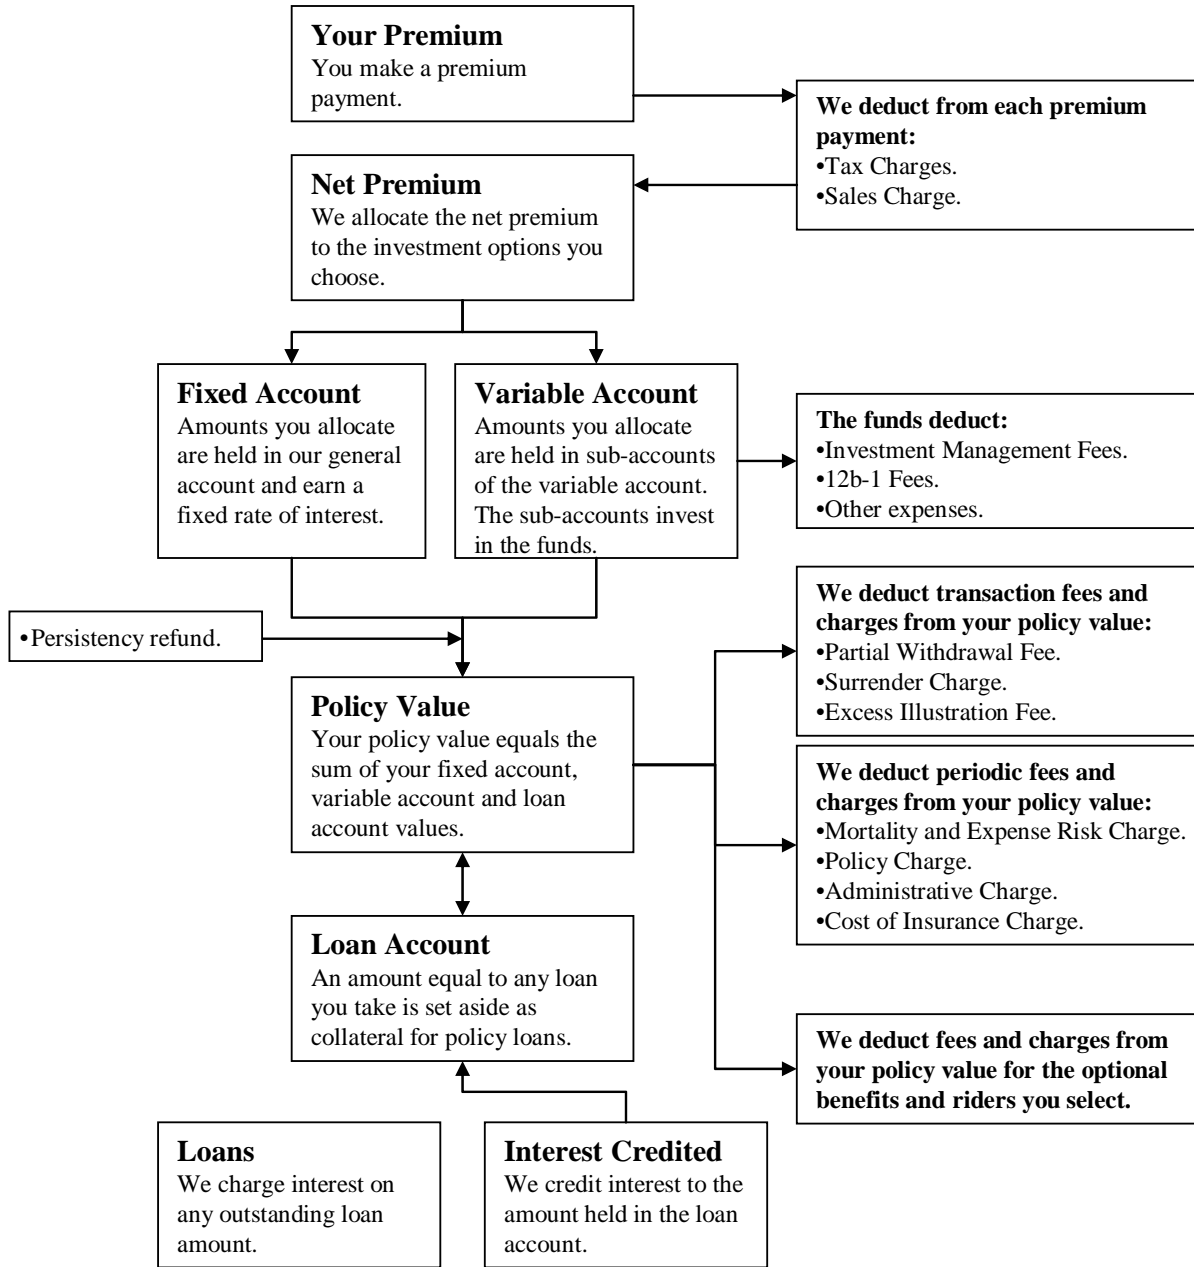 Your Premium
You make a premium
payment.
We deduct from each premium
payment:
•Tax Charges.
•Sales Charge.
Net Premium
We allocate the net premium
to the investment options you
choose.
Fixed Account
Amounts you allocate
are held in our general
account and earn a
fixed rate of interest.
Variable Account
Amounts you allocate
are held in sub-accounts
of the variable account.
The sub-accounts invest
in the funds.
The funds deduct:
•Investment Management Fees.
•12b-1 Fees.
•Other expenses.
•Persistency refund.
We deduct transaction fees and
charges from your policy value:
•Partial Withdrawal Fee.
•Surrender Charge.
•Excess Illustration Fee.
Policy Value
Your policy value equals the
sum of your fixed account,
variable account and loan
account values.
We deduct periodic fees and
charges from your policy value:
•Mortality and Expense Risk Charge.
•Policy Charge.
•Administrative Charge.
•Cost of Insurance Charge.
Loan Account
An amount equal to any loan
you take is set aside as
collateral for policy loans.
We deduct fees and charges from
your policy value for the optional
benefits and riders you select.
Loans
We charge interest on
any outstanding loan
amount.
Interest Credited
We credit interest to the
amount held in the loan
account.